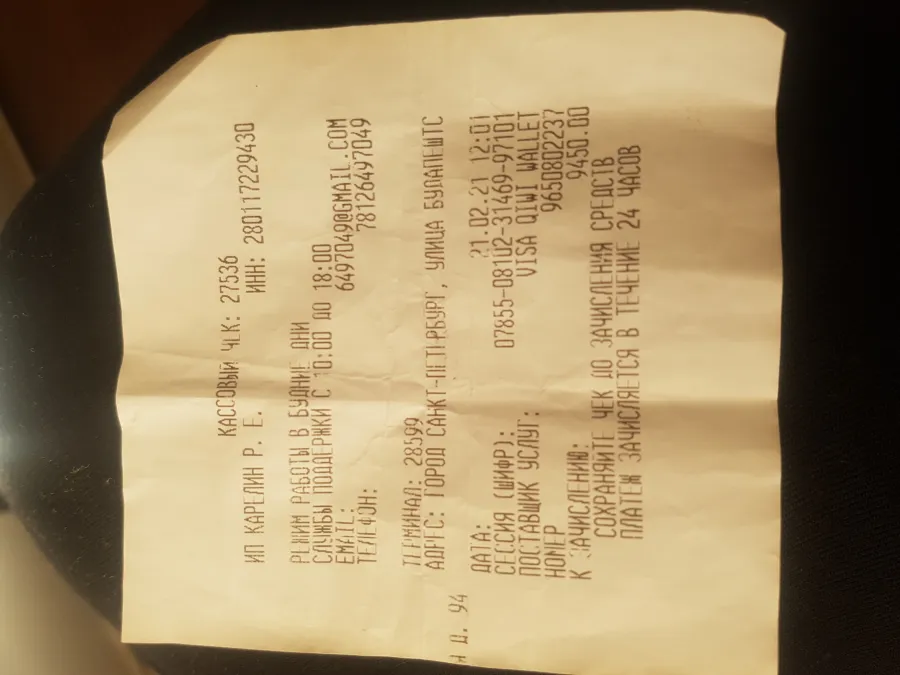 КАССОВЫЙ ЧЕК: 27536
ИП КАРЕЛИН Р. Е. ИНН: 280117229430
РЕЖИМ РАБОТЫ В БУДНИЕ ДНИ
СЛУЖБЫ ПОДДЕРЖКИ С 10:00 ДО 18:00
EMAIL: 6497049@GMAIL.COM
ТЕЛЕФОН: 78126497049
ТЕРМИНАЛ: 28599
АДРЕС: ГОРОД САНКТ-ПЕТЕРБУРГ, УЛИЦА БУДАПЕШТС
Я Д. 94
ДАТА: 21.02.21 12:01
СЕССИЯ (ШИФР): 07855-08102-31469-97101
ПОСТАВЩИК УСЛУГ: VISA QIWI WALLET
НОМЕР 9650802237
К ЗАЧИСЛЕНИЮ: 9450.00
СОХРАНЯЙТЕ ЧЕК ДО ЗАЧИСЛЕНИЯ СРЕДСТВ
ПЛАТЕЖ ЗАЧИСЛЯЕТСЯ В ТЕЧЕНИЕ 24 ЧАСОВ